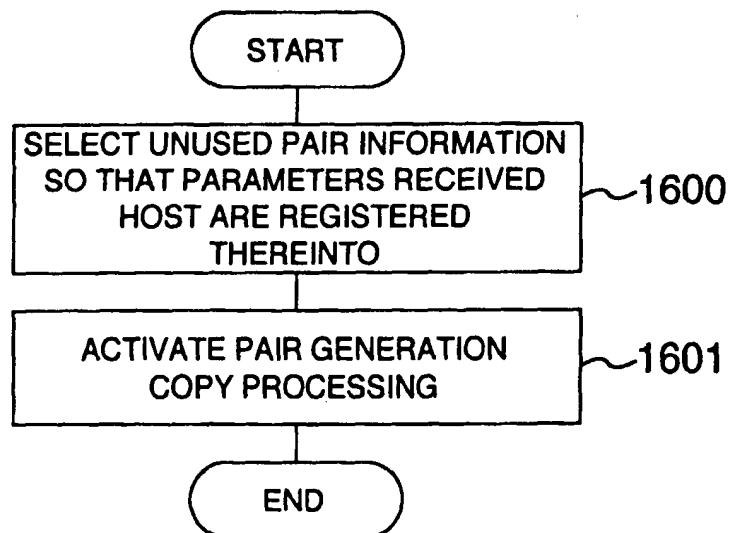 START
SELECT UNUSED PAIR INFORMATION
SO THAT PARAMETERS RECEIVED
HOST ARE REGISTERED
THEREINTO
1600
ACTIVATE PAIR GENERATION
COPY PROCESSING
1601
END